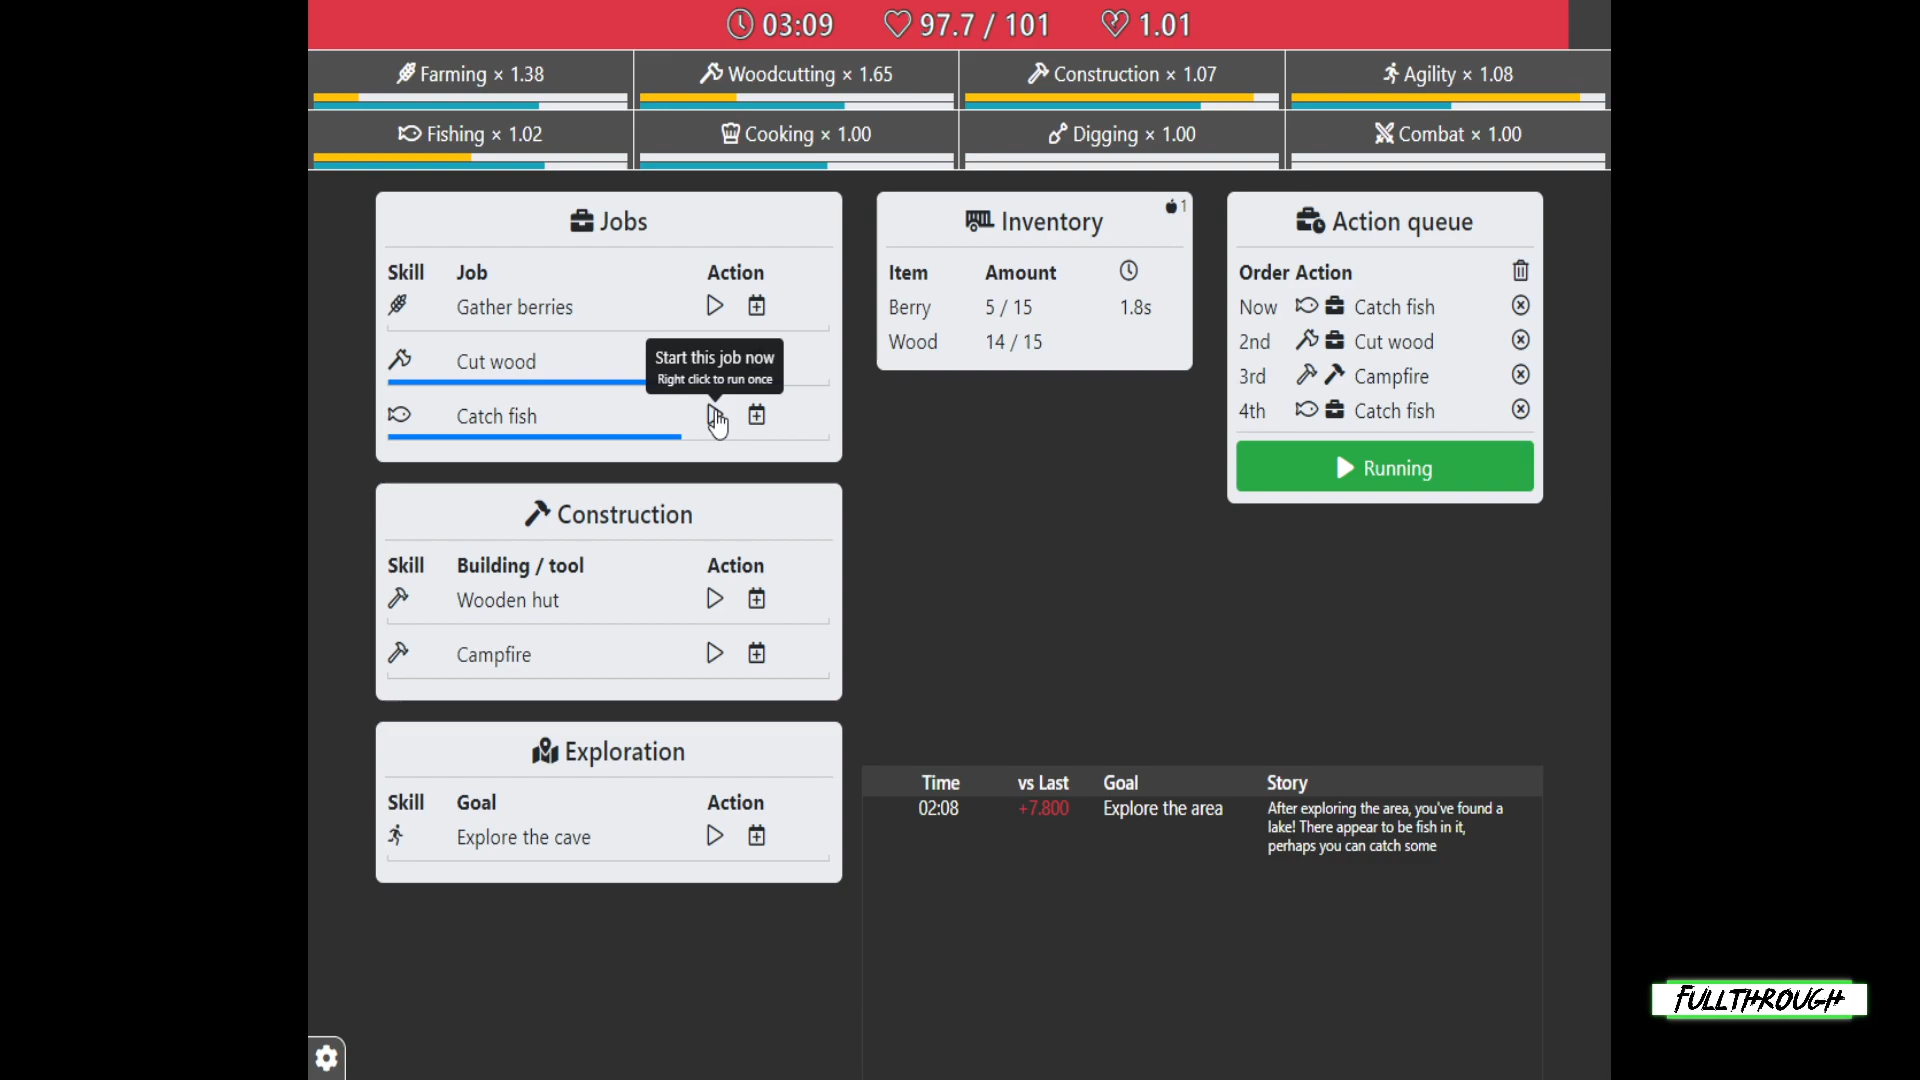 03:09 97.7 / 101 1.01
Farming × 1.38
Woodcutting × 1.65
Construction × 1.07
Agility × 1.08
Fishing × 1.02
Cooking × 1.00
Digging × 1.00
Combat × 1.00
Jobs
Skill Job Action
Gather berries
Cut wood
Start this job now
Right click to run once
Catch fish
Construction
Skill Building / tool Action
Wooden hut
Campfire
Exploration
Skill Goal Action
Explore the cave
Inventory
1
Item Amount
Berry 5 / 15 1.8s
Wood 14 / 15
Action queue
Order Action
Now Catch fish
2nd Cut wood
3rd Campfire
4th Catch fish
Running
Time vs Last Goal Story
02:08 +7.800 Explore the area After exploring the area, you've found a
lake! There appear to be fish in it,
perhaps you can catch some
FULLTHROUGH